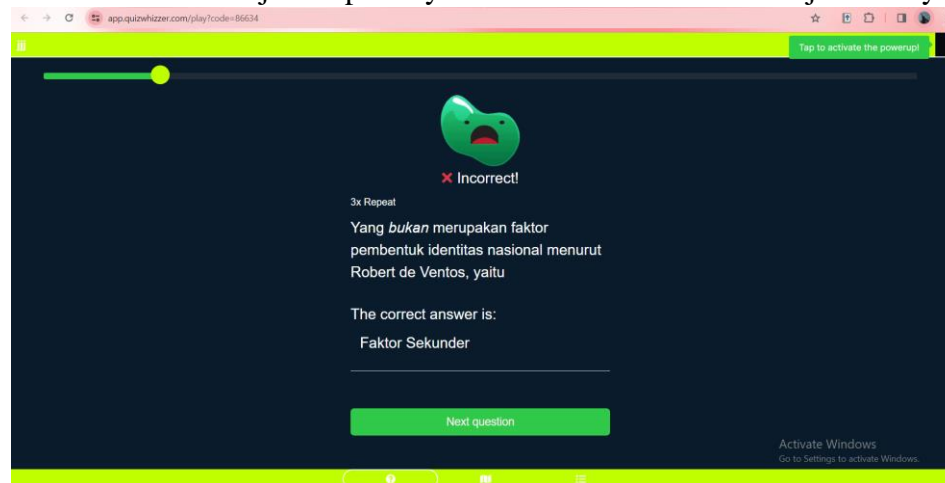 app.quizwhizzer.com/play?code=86634
Tap to activate the powerup!
Incorrect!
3x Repeat
Yang bukan merupakan faktor
pembentuk identitas nasional menurut
Robert de Ventos, yaitu
The correct answer is:
Faktor Sekunder
Next question
Activate Windows
Go to Settings to activate Windows.